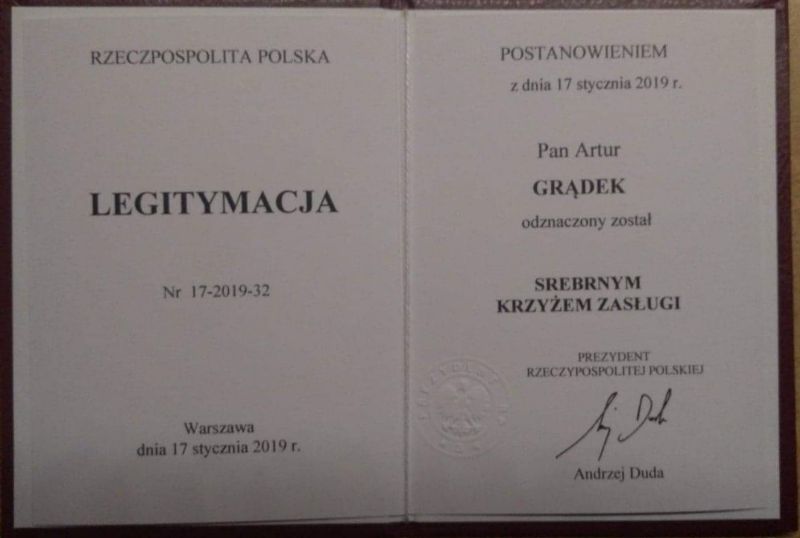 RZECZPOSPOLITA POLSKA
LEGITYMACJA
Nr 17-2019-32
Warszawa
dnia 17 stycznia 2019 r.
POSTANOWIENIEM
z dnia 17 stycznia 2019 r.
Pan Artur
GRĄDEK
odznaczony został
SREBRNYM
KRZYŻEM ZASŁUGI
PREZYDENT
RZECZYPOSPOLITEJ POLSKIEJ
Andrzej Duda